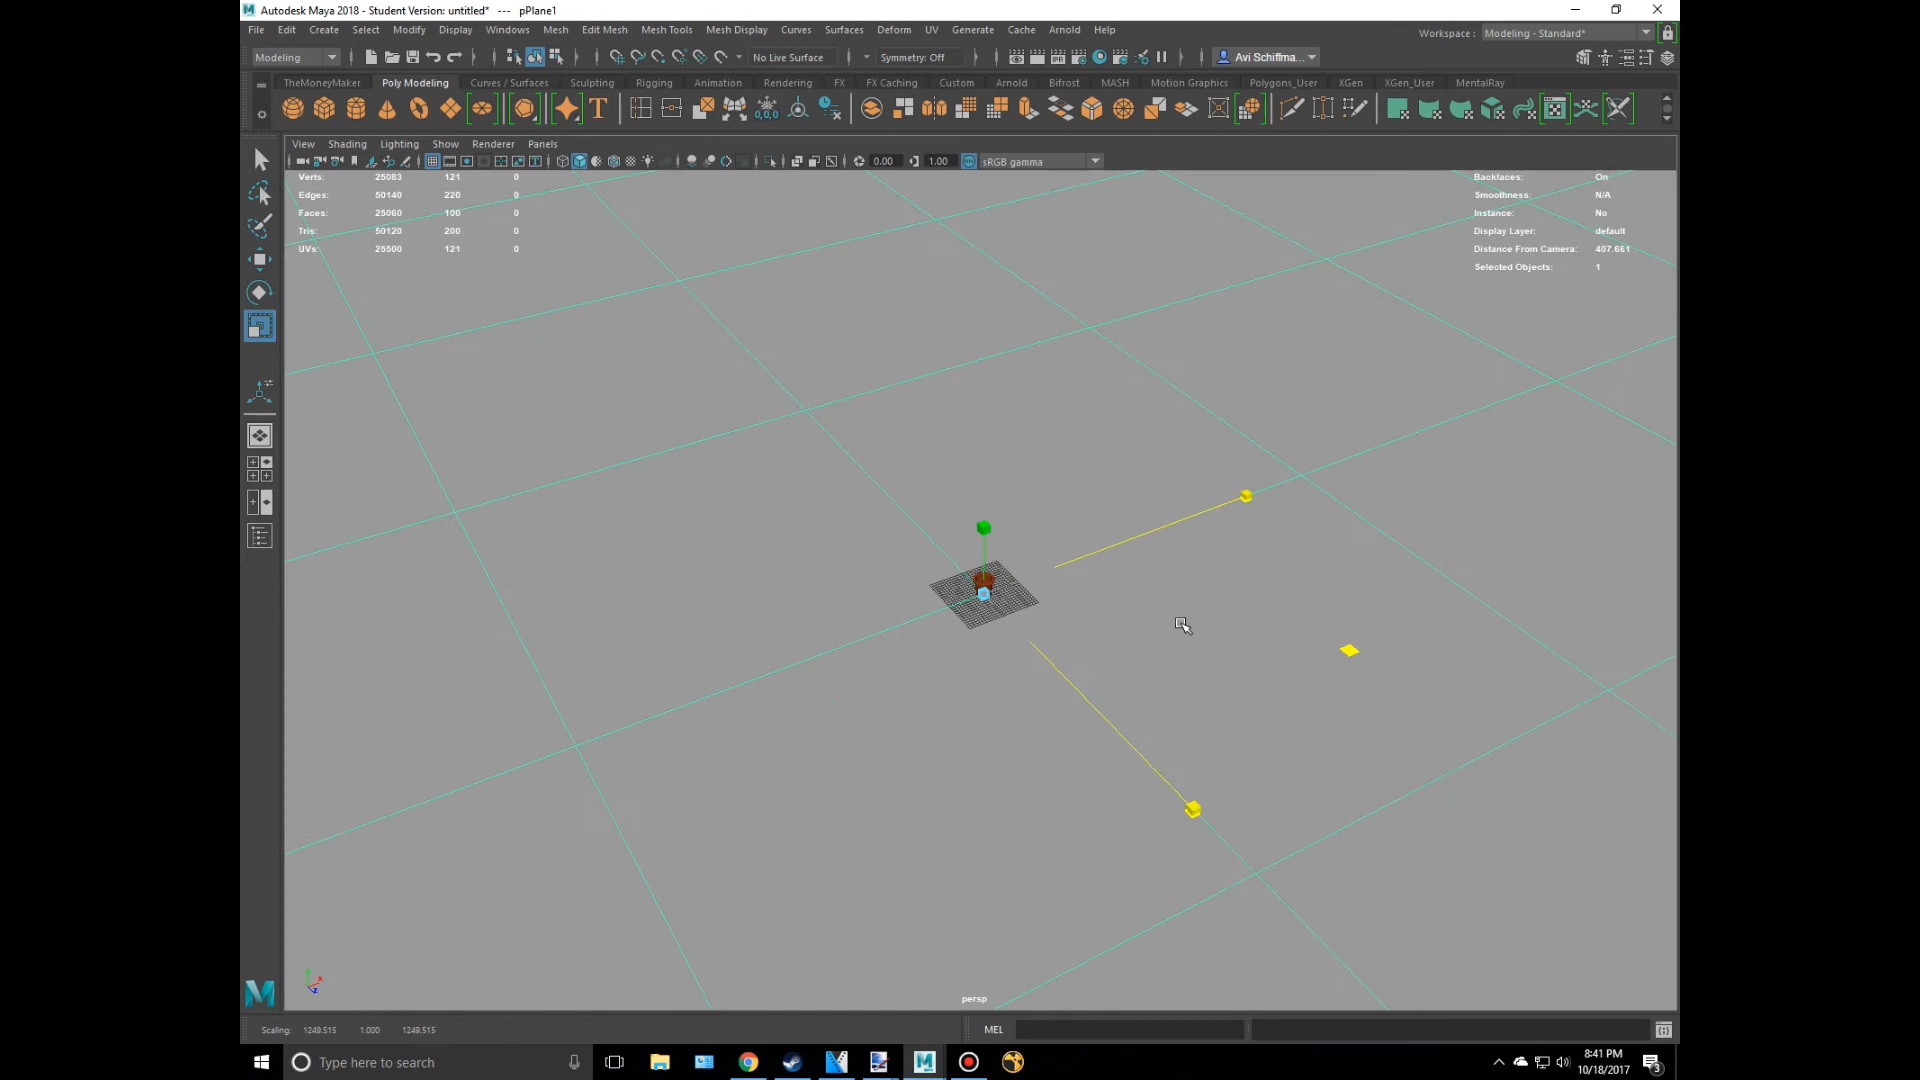 Autodesk Maya 2018 - Student Version: untitled* --- pPlane1
File Edit Create Select Modify Display Windows Mesh Edit Mesh Mesh Tools Mesh Display Curves Surfaces Deform UV Generate Cache Arnold Help
Workspace : Modeling - Standard*
Modeling No Live Surface Symmetry: Off Avi Schiffma...
TheMoneyMaker Poly Modeling Curves / Surfaces Sculpting Rigging Animation Rendering FX FX Caching Custom Arnold Bifrost MASH Motion Graphics Polygons_User XGen XGen_User MentalRay
T
0,0,0
View Shading Lighting Show Renderer Panels
0.00 1.00 sRGB gamma
Verts: 25083 121 0
Edges: 50140 220 0
Faces: 25060 100 0
Tris: 50120 200 0
UVs: 25500 121 0
Backfaces: On
Smoothness: N/A
Instance: No
Display Layer: default
Distance From Camera: 407.661
Selected Objects: 1
persp
Scaling: 1249.515 1.000 1249.515
MEL
Type here to search
8:41 PM
10/18/2017
3